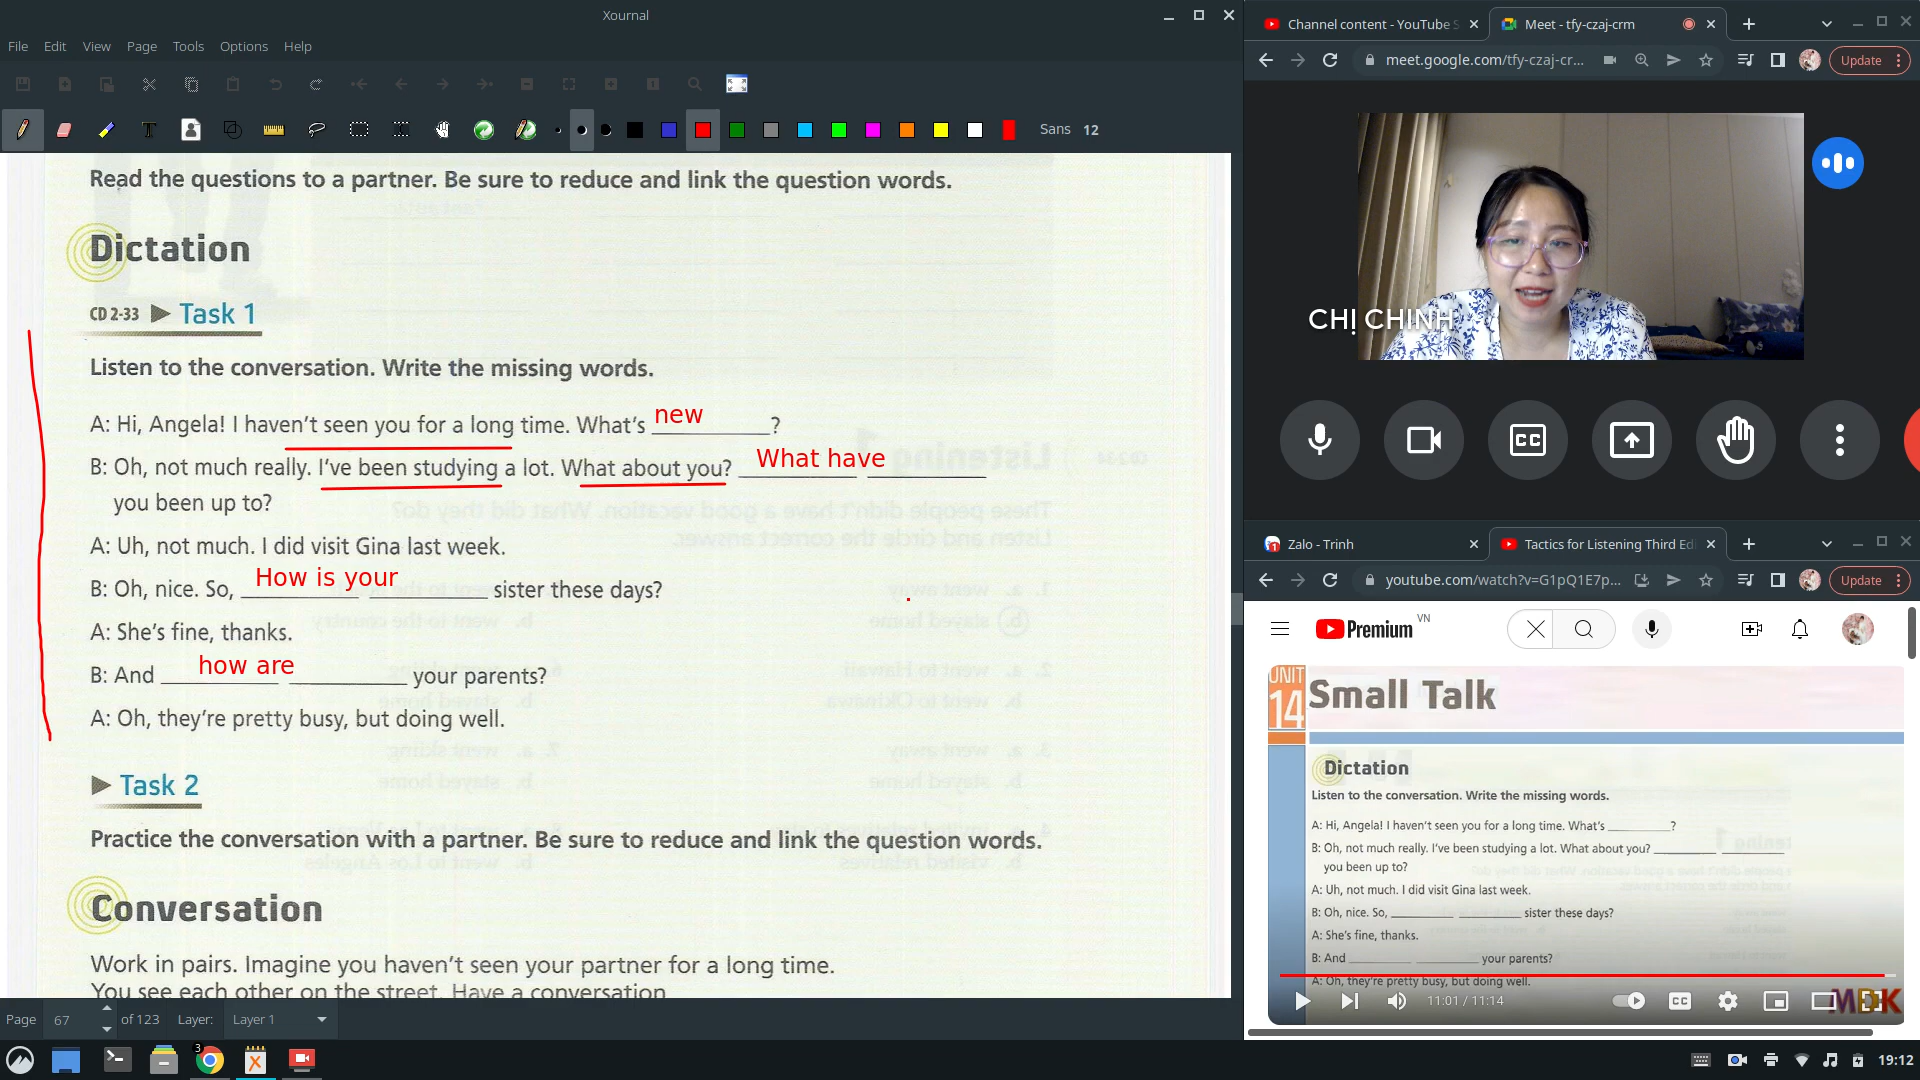 Xournal
File Edit View Page Tools Options Help
Sans 12
Read the questions to a partner. Be sure to reduce and link the question words.
Dictation
CD 2-33 ▶ Task 1
Listen to the conversation. Write the missing words.
A: Hi, Angela! I haven't seen you for a long time. What's new ?
B: Oh, not much really. I've been studying a lot. What about you? What have
you been up to?
A: Uh, not much. I did visit Gina last week.
B: Oh, nice. So, How is your sister these days?
A: She's fine, thanks.
B: And how are your parents?
A: Oh, they're pretty busy, but doing well.
▶ Task 2
Practice the conversation with a partner. Be sure to reduce and link the question words.
Conversation
Work in pairs. Imagine you haven't seen your partner for a long time.
You see each other on the street. Have a conversation
Page 67 of 123 Layer: Layer 1
Channel content - YouTube S
Meet - tfy-czaj-crm
meet.google.com/tfy-czaj-cr...
Update
CHỊ CHINH
CC
Zalo - Trinh
Tactics for Listening Third Edi
youtube.com/watch?v=G1pQ1E7p...
Update
Premium VN
UNIT 14
Small Talk
Dictation
Listen to the conversation. Write the missing words.
A: Hi, Angela! I haven't seen you for a long time. What's ?
B: Oh, not much really. I've been studying a lot. What about you?
you been up to?
A: Uh, not much. I did visit Gina last week.
B: Oh, nice. So, sister these days?
A: She's fine, thanks.
B: And your parents?
A: Oh, they're pretty busy, but doing well.
11:01 / 11:14
CC
MDK
3
19:12